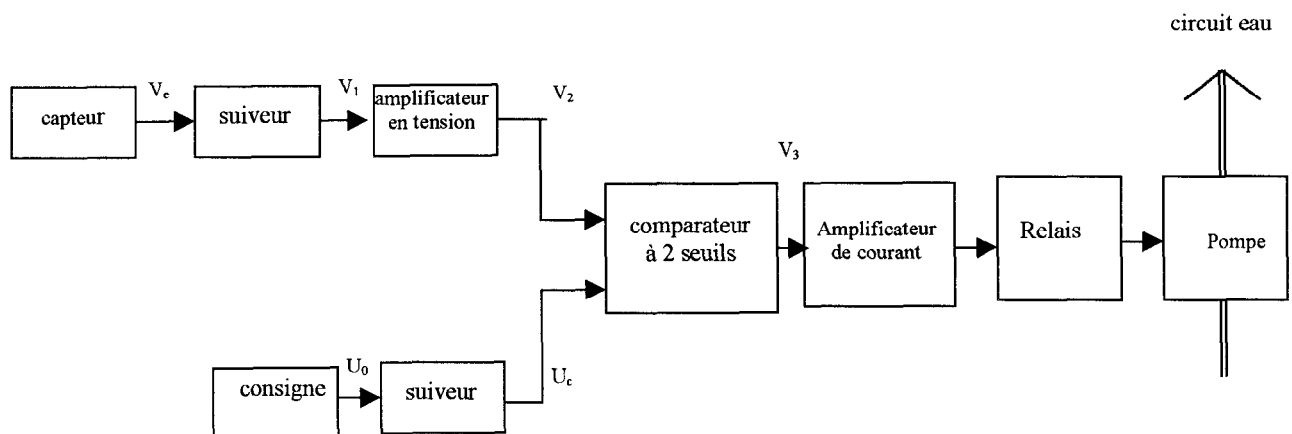 circuit eau
capteur
Ve
suiveur
V1
amplificateur
en tension
V2
comparateur
à 2 seuils
V3
Amplificateur
de courant
Relais
Pompe
consigne
U0
suiveur
Uc